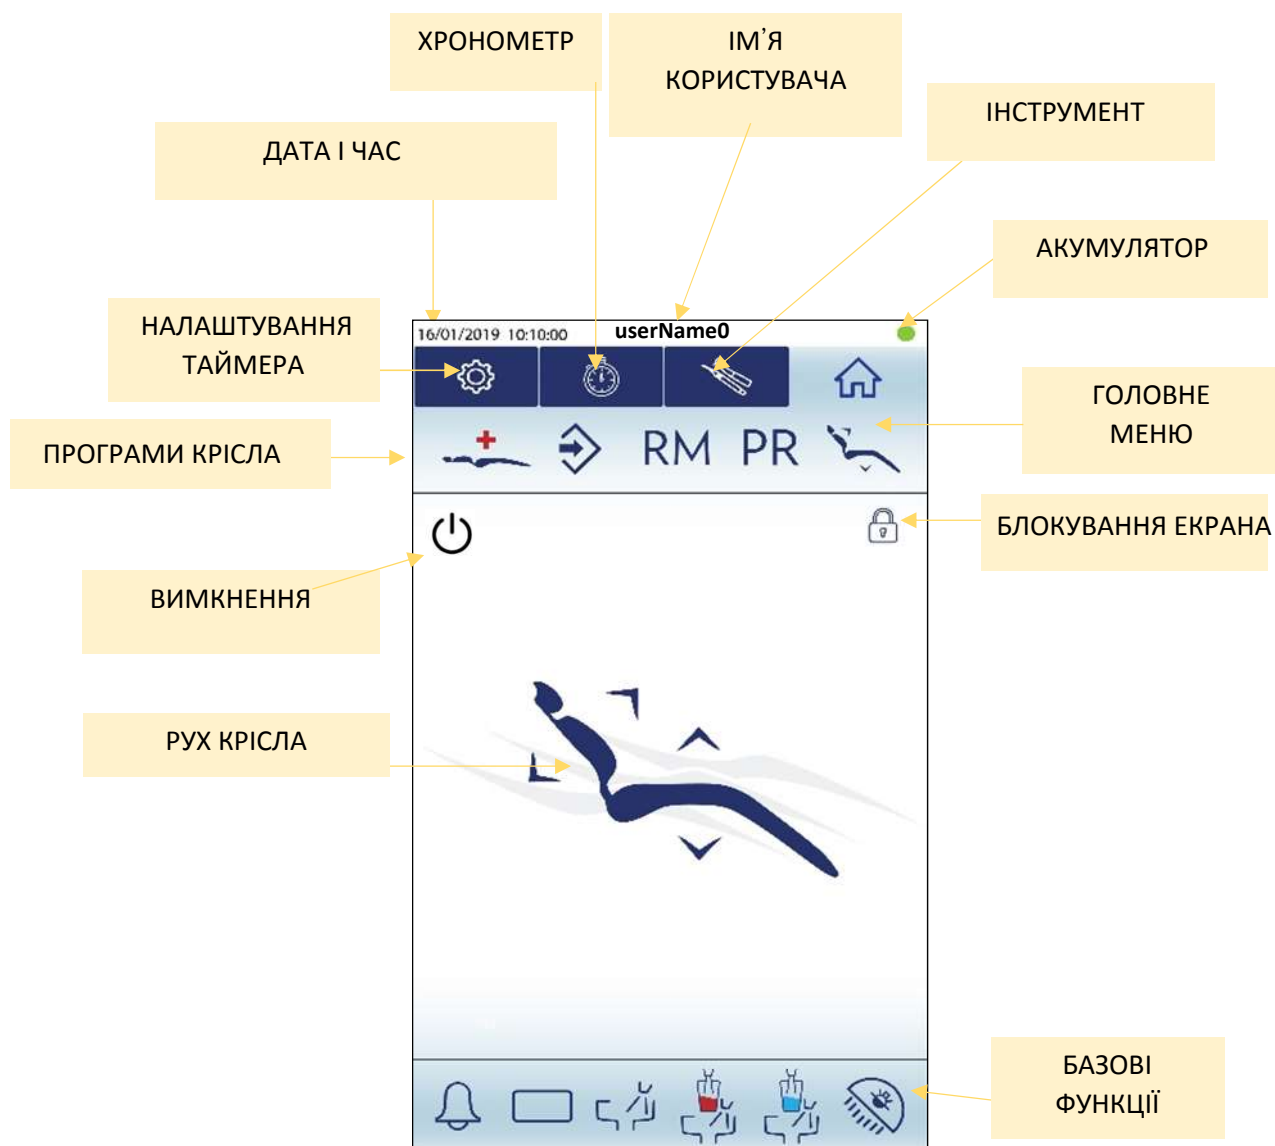 ХРОНОМЕТР
ІМ’Я
КОРИСТУВАЧА
ІНСТРУМЕНТ
ДАТА І ЧАС
АКУМУЛЯТОР
НАЛАШТУВАННЯ
ТАЙМЕРА
16/01/2019 10:10:00
userName0
ГОЛОВНЕ
МЕНЮ
ПРОГРАМИ КРІСЛА
RM PR
БЛОКУВАННЯ ЕКРАНА
ВИМКНЕННЯ
РУХ КРІСЛА
БАЗОВІ
ФУНКЦІЇ